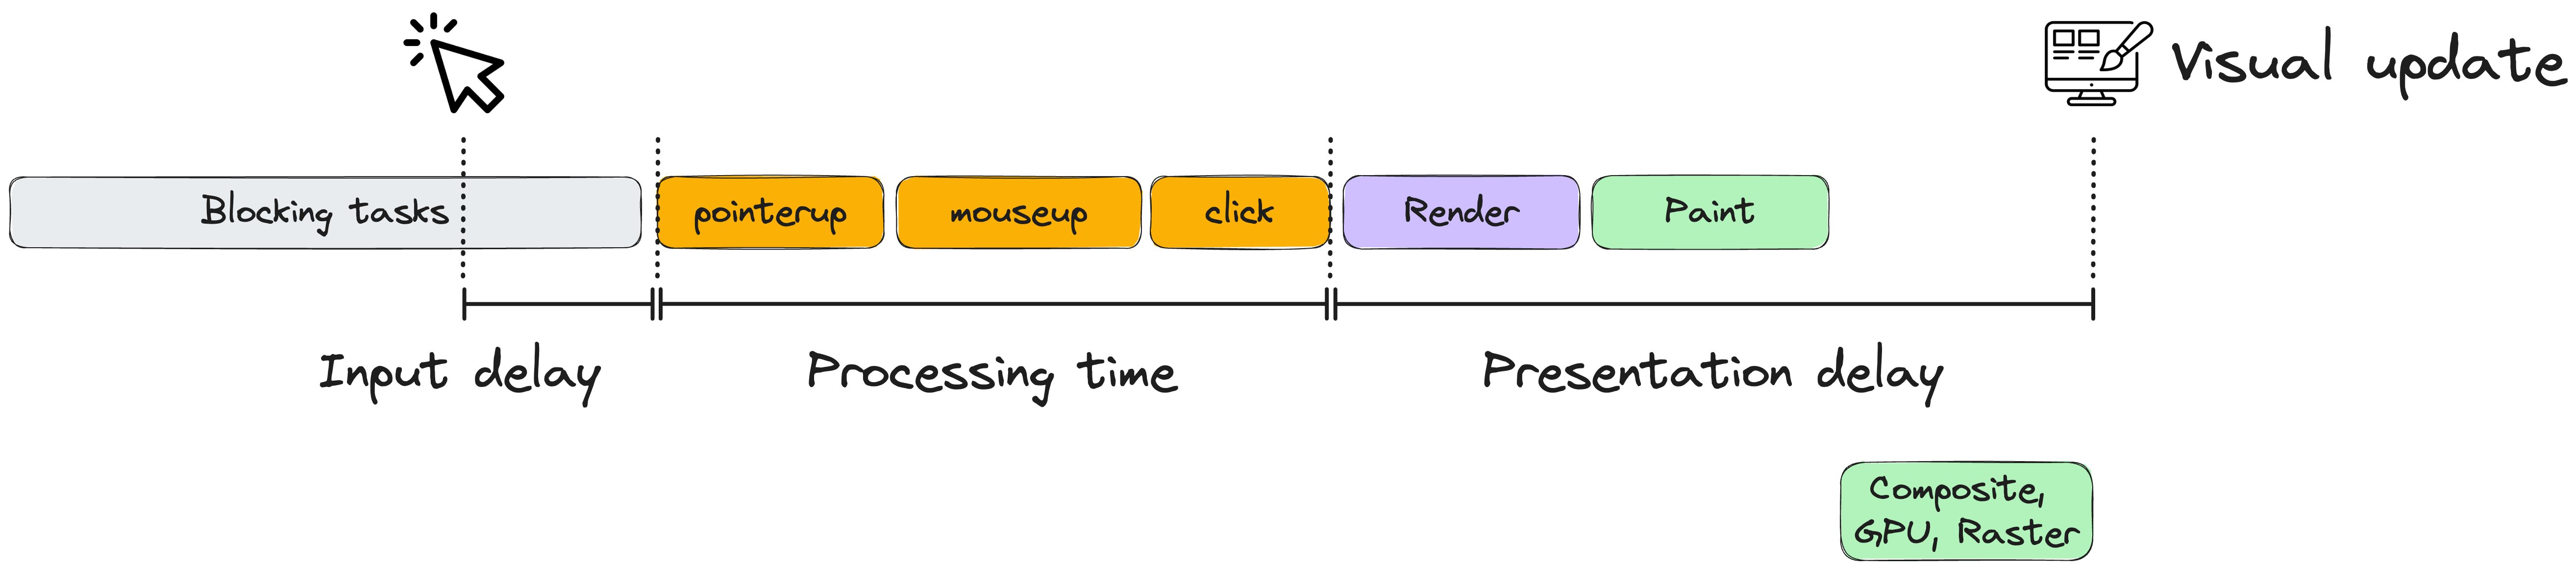 Visual update
Blocking tasks
pointerup
mouseup
click
Render
Paint
Input delay
Processing time
Presentation delay
Composite,
GPU, Raster